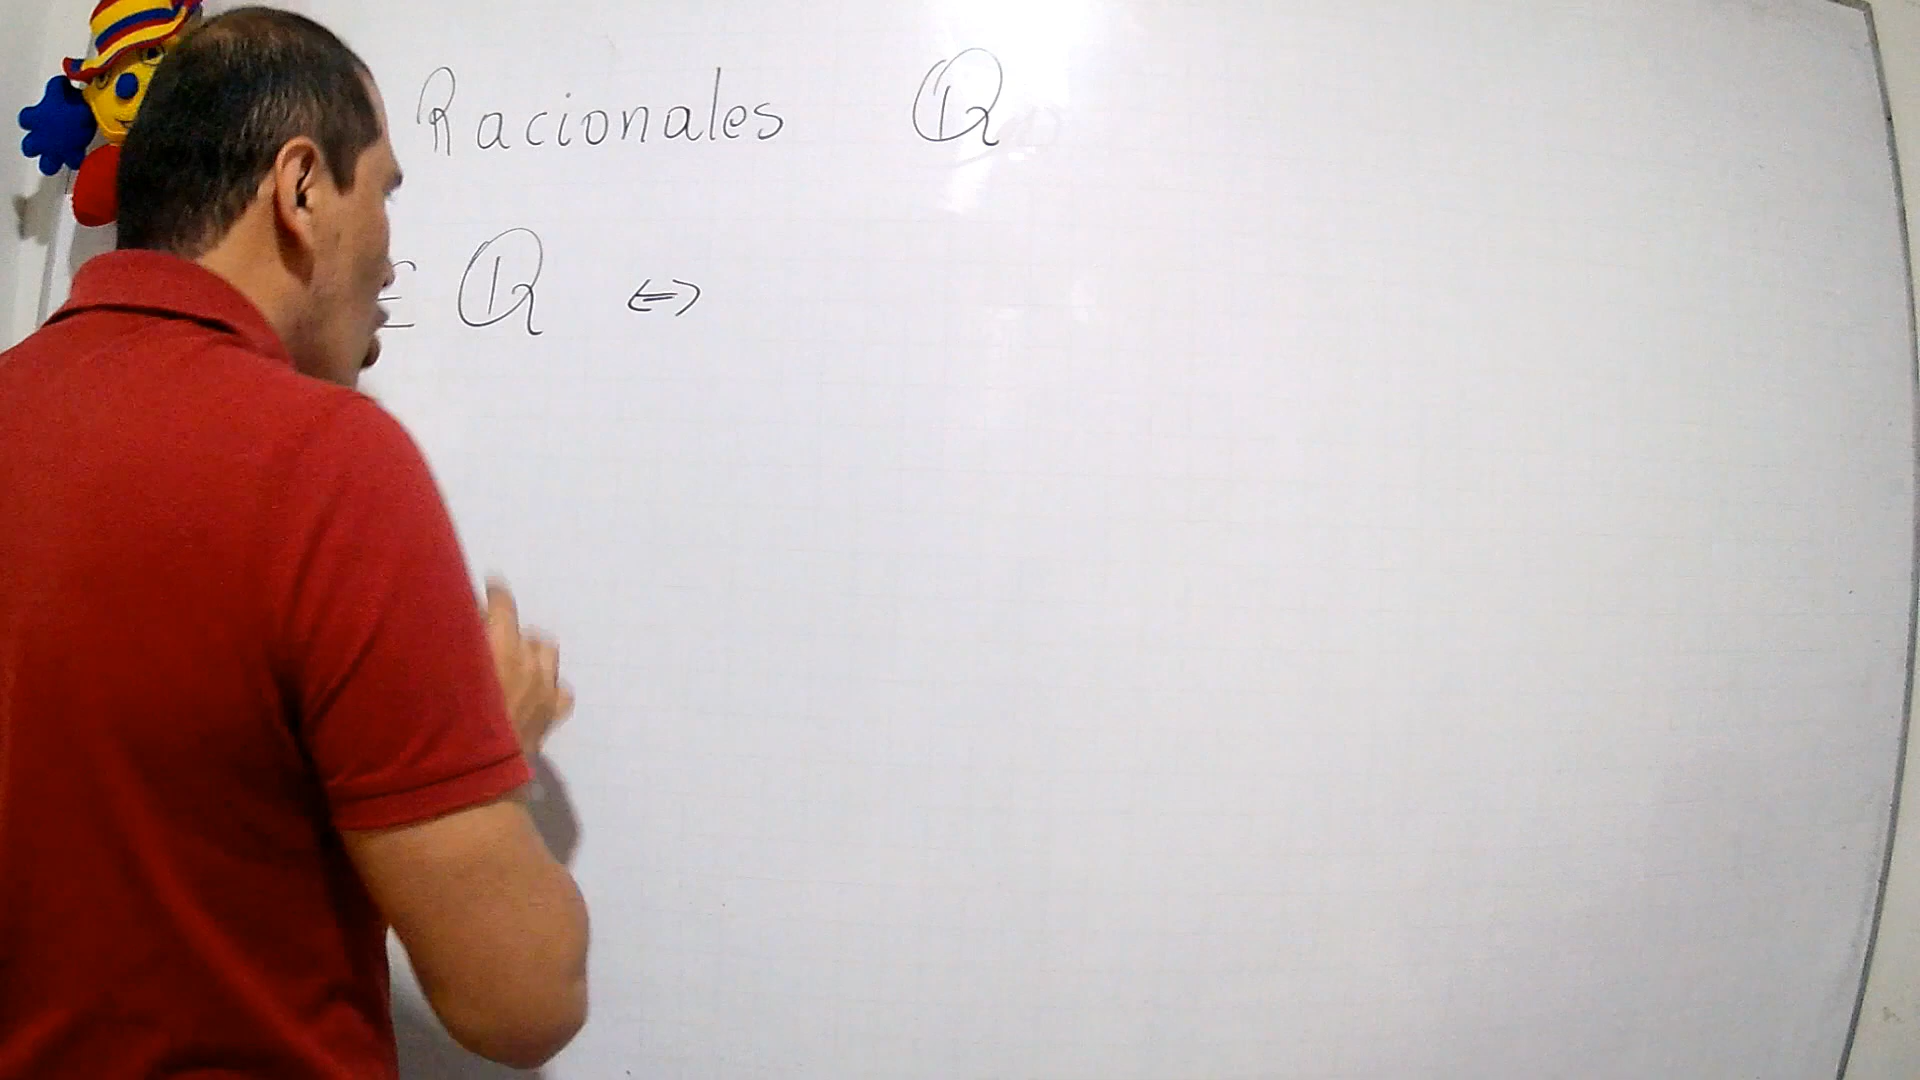 Racionales ℚ
∈ ℚ ⇔